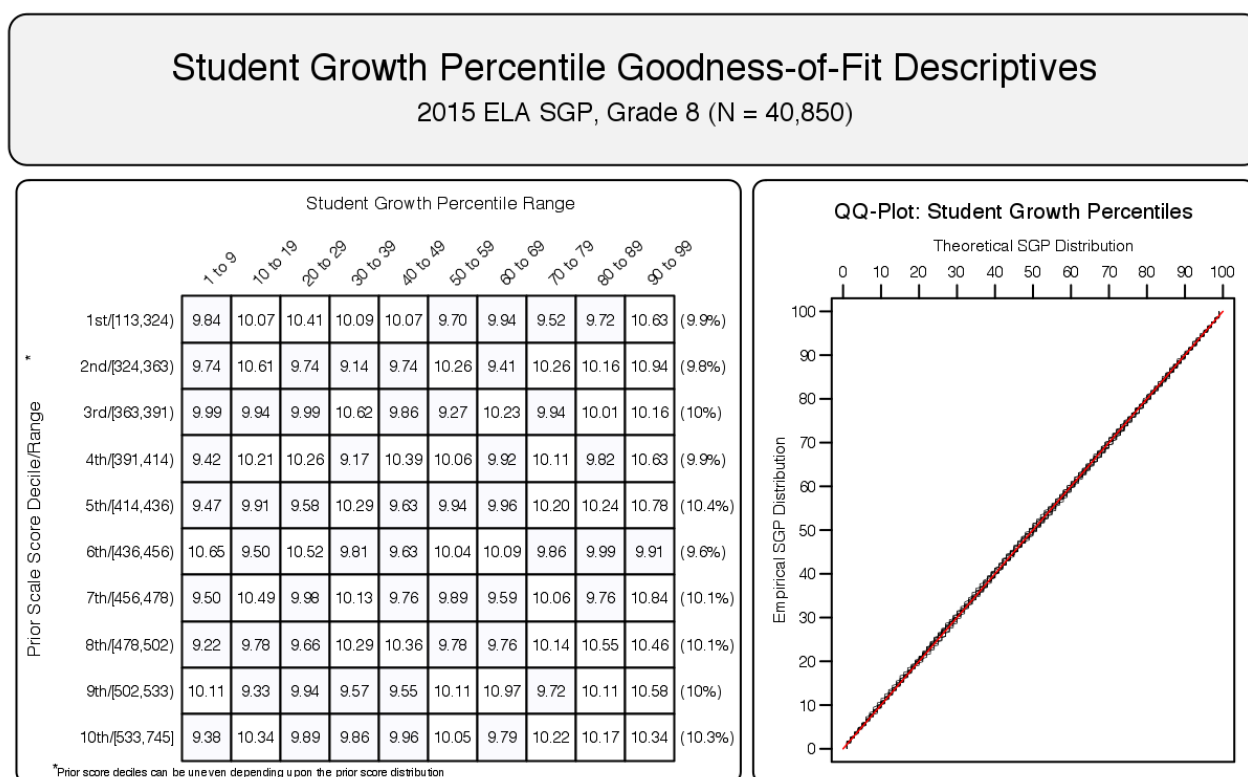 Student Growth Percentile Goodness-of-Fit Descriptives
2015 ELA SGP, Grade 8 (N = 40,850)
Student Growth Percentile Range
1 to 9 10 to 19 20 to 29 30 to 39 40 to 49 50 to 59 60 to 69 70 to 79 80 to 89 90 to 99
Prior Scale Score Decile/Range *
1st/[113,324) 9.84 10.07 10.41 10.09 10.07 9.70 9.94 9.52 9.72 10.63 (9.9%)
2nd/[324,363) 9.74 10.61 9.74 9.14 9.74 10.26 9.41 10.26 10.16 10.94 (9.8%)
3rd/[363,391) 9.99 9.94 9.99 10.62 9.86 9.27 10.23 9.94 10.01 10.16 (10%)
4th/[391,414) 9.42 10.21 10.26 9.17 10.39 10.06 9.92 10.11 9.82 10.63 (9.9%)
5th/[414,436) 9.47 9.91 9.58 10.29 9.63 9.94 9.96 10.20 10.24 10.78 (10.4%)
6th/[436,456) 10.65 9.50 10.52 9.81 9.63 10.04 10.09 9.86 9.99 9.91 (9.6%)
7th/[456,478) 9.50 10.49 9.98 10.13 9.76 9.89 9.59 10.06 9.76 10.84 (10.1%)
8th/[478,502) 9.22 9.78 9.66 10.29 10.36 9.78 9.76 10.14 10.55 10.46 (10.1%)
9th/[502,533) 10.11 9.33 9.94 9.57 9.55 10.11 10.97 9.72 10.11 10.58 (10%)
10th/[533,745] 9.38 10.34 9.89 9.86 9.96 10.05 9.79 10.22 10.17 10.34 (10.3%)
*Prior score deciles can be uneven depending upon the prior score distribution
QQ-Plot: Student Growth Percentiles
Theoretical SGP Distribution
0 10 20 30 40 50 60 70 80 90 100
Empirical SGP Distribution
100
90
80
70
60
50
40
30
20
10
0